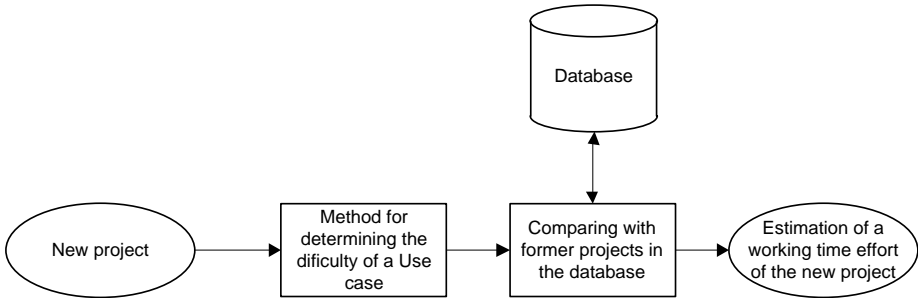 Database
New project
Method for
determining the
dificulty of a Use
case
Comparing with
former projects in
the database
Estimation of a
working time effort
of the new project